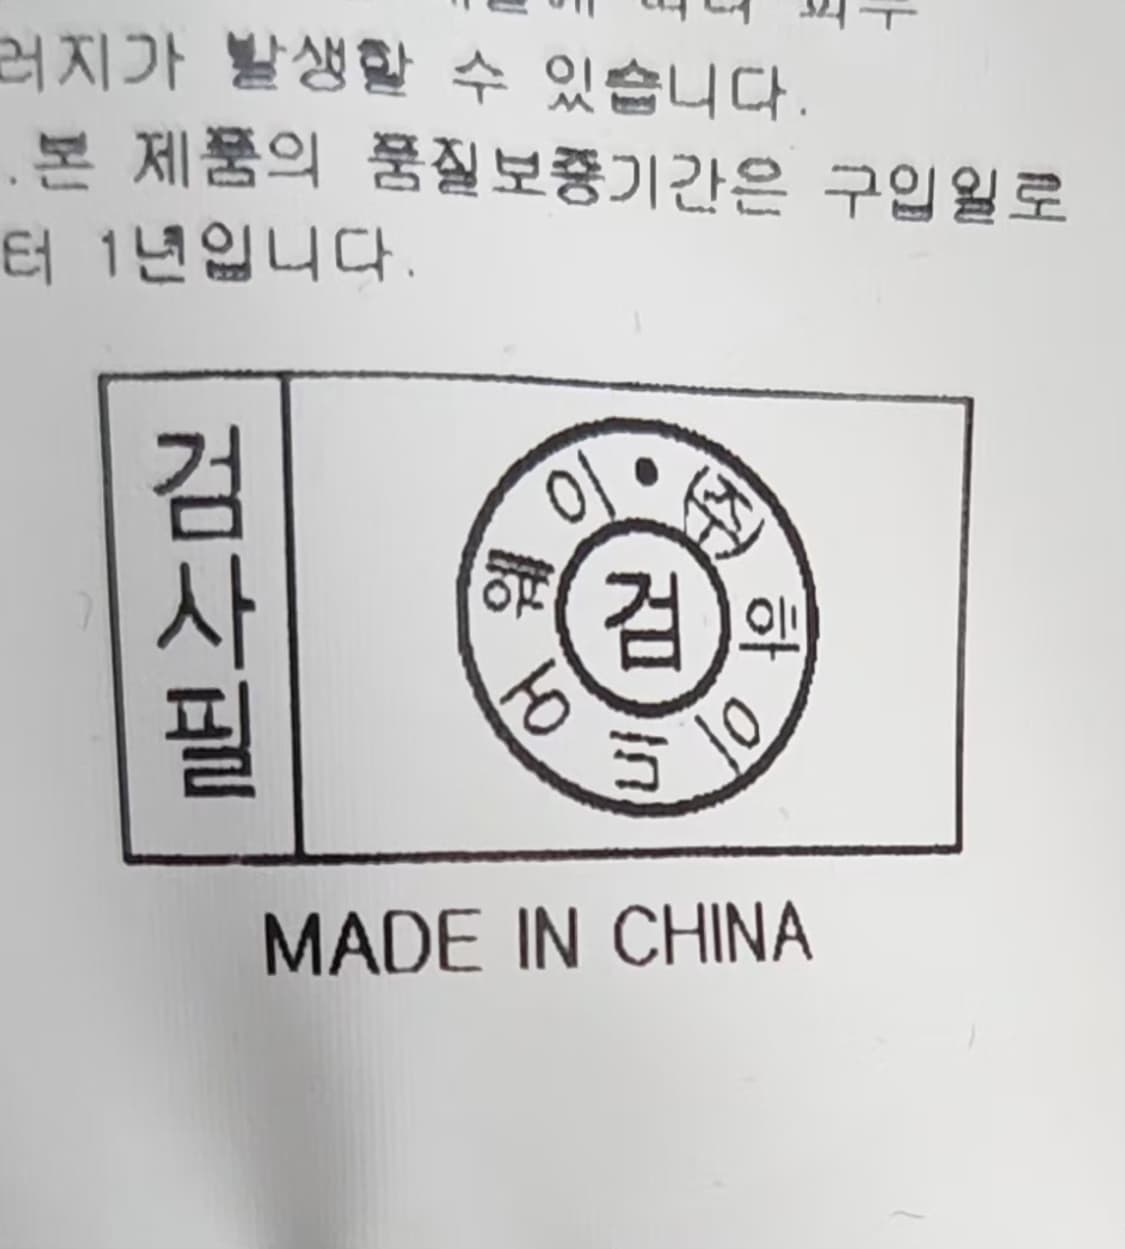 러지가 발생할 수 있습니다.
.본 제품의 품질보증기간은 구입일로
터 1년입니다.
검사필
(주)
검
MADE IN CHINA